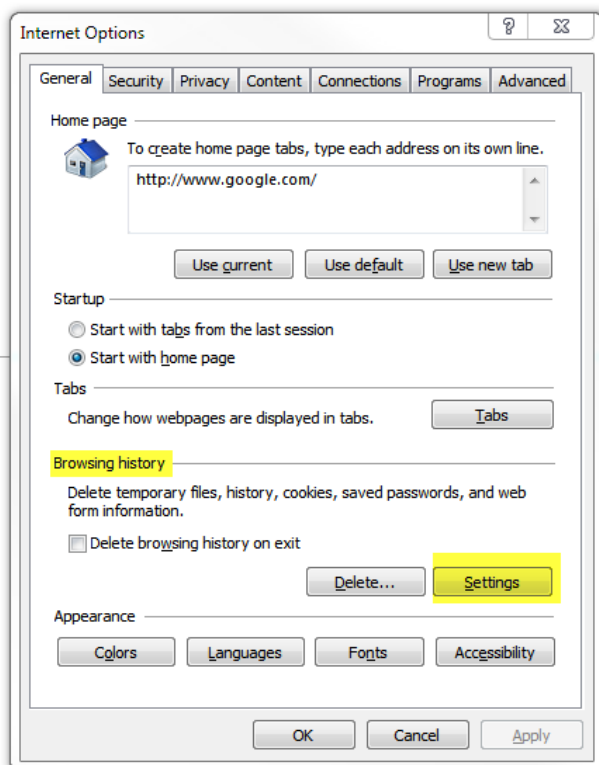 Internet Options
General Security Privacy Content Connections Programs Advanced
Home page
To create home page tabs, type each address on its own line.
http://www.google.com/
Use current Use default Use new tab
Startup
Start with tabs from the last session
Start with home page
Tabs
Change how webpages are displayed in tabs. Tabs
Browsing history
Delete temporary files, history, cookies, saved passwords, and web
form information.
Delete browsing history on exit
Delete... Settings
Appearance
Colors Languages Fonts Accessibility
OK Cancel Apply